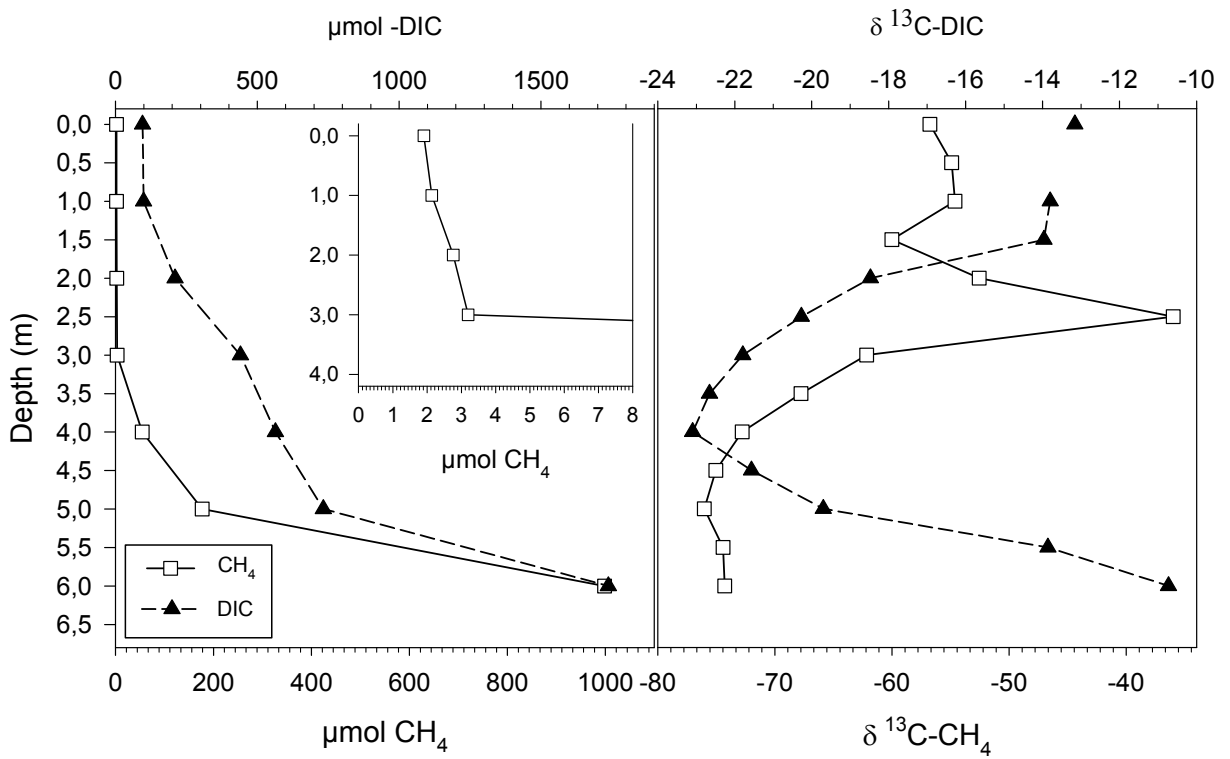 µmol -DIC
δ ¹³C-DIC
0 500 1000 1500
-24 -22 -20 -18 -16 -14 -12 -10
Depth (m)
0,0
0,5
1,0
1,5
2,0
2,5
3,0
3,5
4,0
4,5
5,0
5,5
6,0
6,5
0,0
1,0
2,0
3,0
4,0
0 1 2 3 4 5 6 7 8
µmol CH₄
CH₄
DIC
0 200 400 600 800 1000
-80 -70 -60 -50 -40
µmol CH₄
δ ¹³C-CH₄